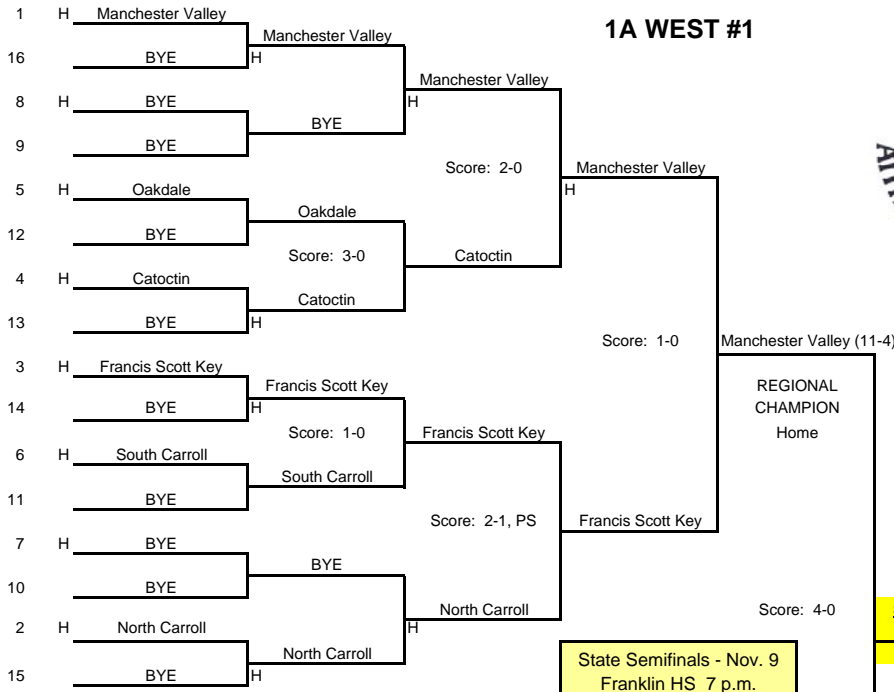 1A WEST #1
1 H Manchester Valley
Manchester Valley
16 BYE H
Manchester Valley
8 H BYE H
BYE
9 BYE
Score: 2-0 Manchester Valley
5 H Oakdale H
Oakdale
12 BYE
Score: 3-0 Catoctin
4 H Catoctin
Catoctin
13 BYE H
Score: 1-0 Manchester Valley (11-4)
3 H Francis Scott Key
Francis Scott Key REGIONAL
14 BYE H CHAMPION
Score: 1-0 Francis Scott Key Home
6 H South Carroll
South Carroll
11 BYE
Score: 2-1, PS Francis Scott Key
7 H BYE
BYE
10 BYE
North Carroll Score: 4-0
2 H North Carroll H
North Carroll
15 BYE H
State Semifinals - Nov. 9
Franklin HS 7 p.m.